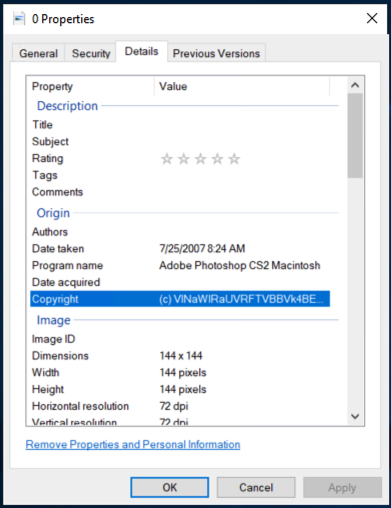 0 Properties
General Security Details Previous Versions
Property Value
Description
Title
Subject
Rating
Tags
Comments
Origin
Authors
Date taken 7/25/2007 8:24 AM
Program name Adobe Photoshop CS2 Macintosh
Date acquired
Copyright (c) VINaWIRaUVRFTVBBVk4BE...
Image
Image ID
Dimensions 144 x 144
Width 144 pixels
Height 144 pixels
Horizontal resolution 72 dpi
Vertical resolution 72 dpi
Remove Properties and Personal Information
OK Cancel Apply